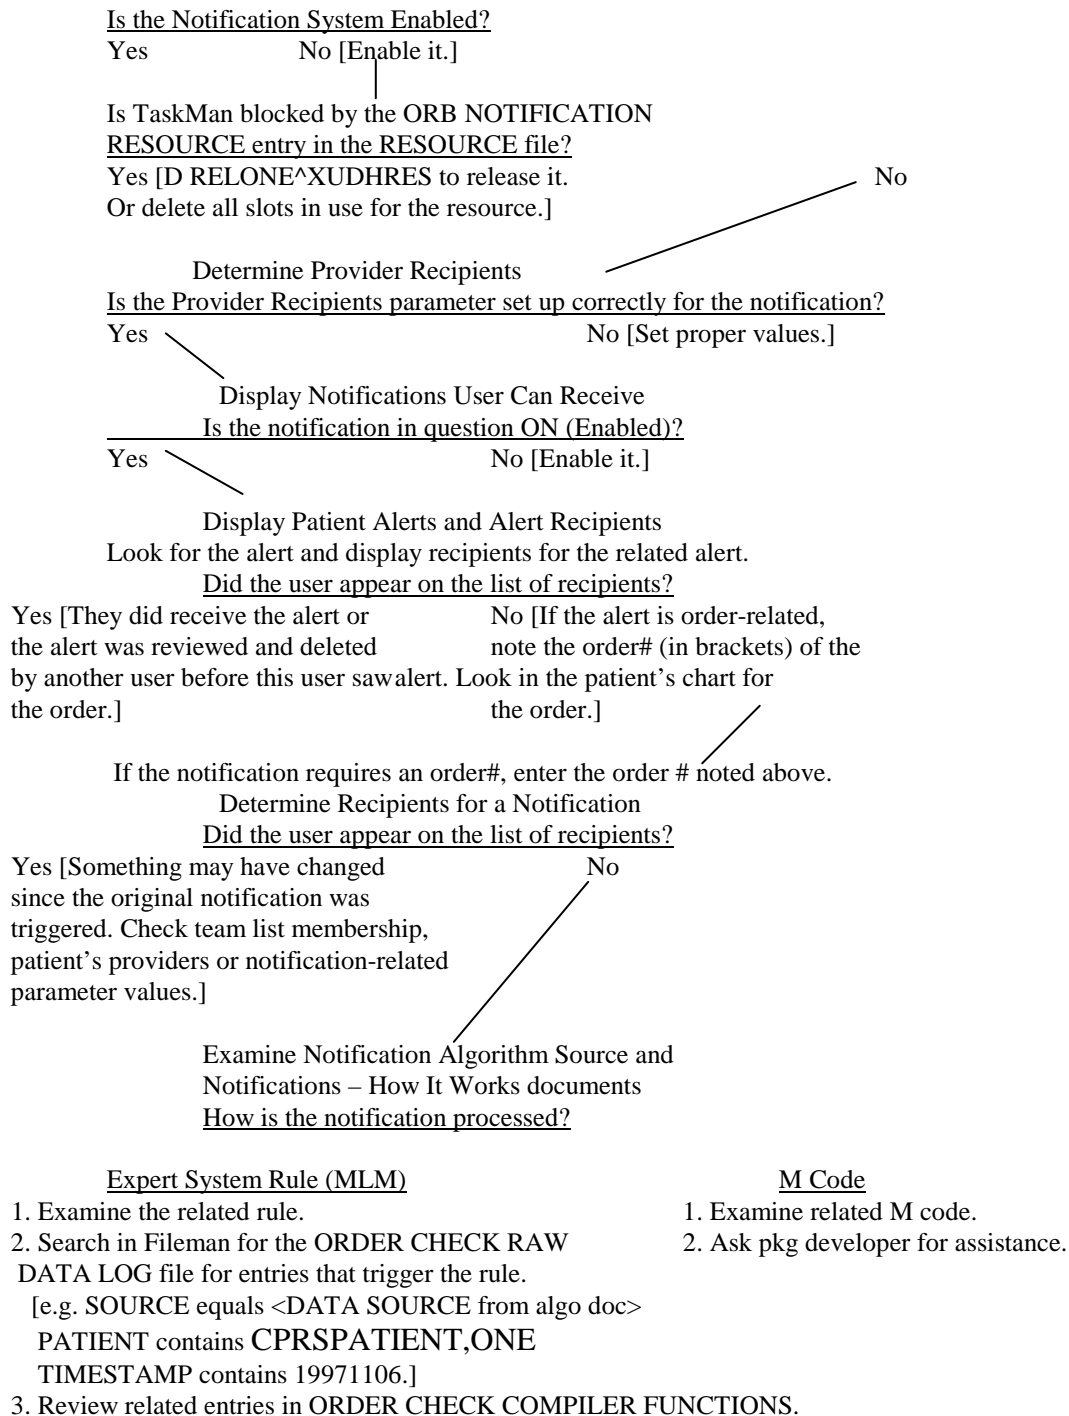 Is the Notification System Enabled?
Yes No [Enable it.]
Is TaskMan blocked by the ORB NOTIFICATION
RESOURCE entry in the RESOURCE file?
Yes [D RELONE^XUDHRES to release it. No
Or delete all slots in use for the resource.]
Determine Provider Recipients
Is the Provider Recipients parameter set up correctly for the notification?
Yes No [Set proper values.]
Display Notifications User Can Receive
Is the notification in question ON (Enabled)?
Yes No [Enable it.]
Display Patient Alerts and Alert Recipients
Look for the alert and display recipients for the related alert.
Did the user appear on the list of recipients?
Yes [They did receive the alert or No [If the alert is order-related,
the alert was reviewed and deleted note the order# (in brackets) of the
by another user before this user saw alert. Look in the patient's chart for
the order.] the order.]
If the notification requires an order#, enter the order # noted above.
Determine Recipients for a Notification
Did the user appear on the list of recipients?
Yes [Something may have changed No
since the original notification was
triggered. Check team list membership,
patient's providers or notification-related
parameter values.]
Examine Notification Algorithm Source and
Notifications – How It Works documents
How is the notification processed?
Expert System Rule (MLM) M Code
1. Examine the related rule. 1. Examine related M code.
2. Search in Fileman for the ORDER CHECK RAW 2. Ask pkg developer for assistance.
DATA LOG file for entries that trigger the rule.
[e.g. SOURCE equals <DATA SOURCE from algo doc>
PATIENT contains CPRSPATIENT,ONE
TIMESTAMP contains 19971106.]
3. Review related entries in ORDER CHECK COMPILER FUNCTIONS.